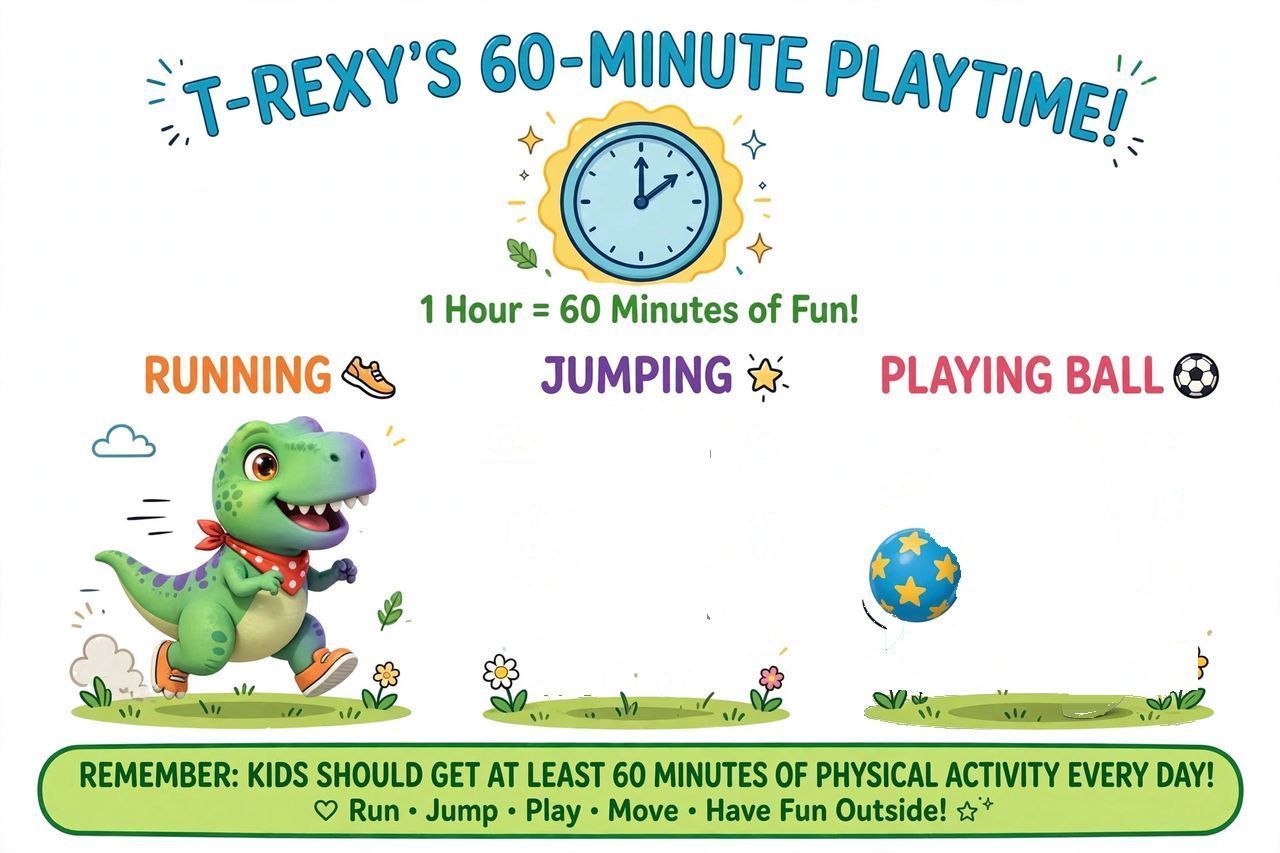 T-REXY'S 60-MINUTE PLAYTIME!
1 Hour = 60 Minutes of Fun!
RUNNING
JUMPING
PLAYING BALL
REMEMBER: KIDS SHOULD GET AT LEAST 60 MINUTES OF PHYSICAL ACTIVITY EVERY DAY!
♡ Run • Jump • Play • Move • Have Fun Outside! ☆